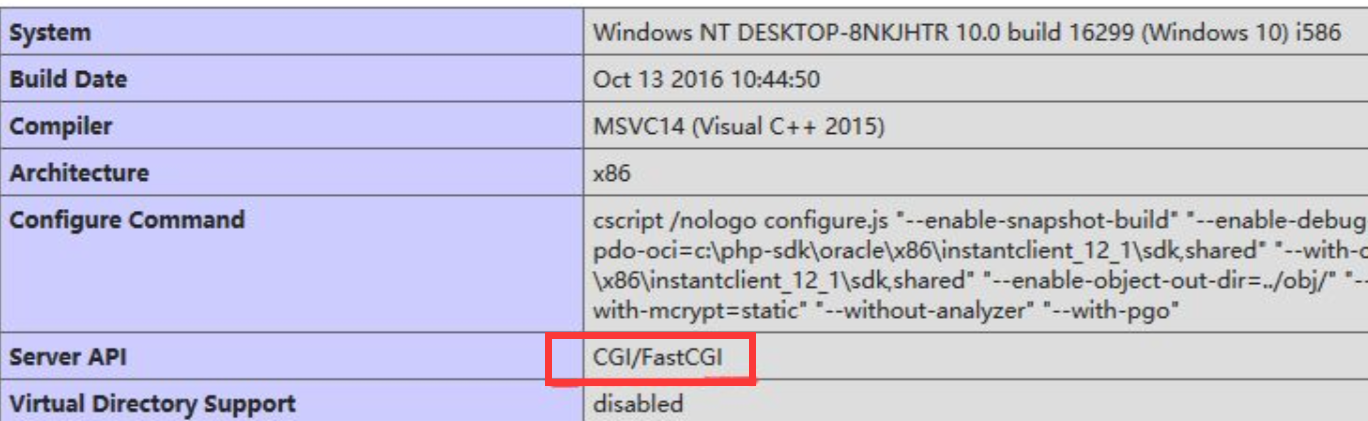 System Windows NT DESKTOP-8NKJHTR 10.0 build 16299 (Windows 10) i586
Build Date Oct 13 2016 10:44:50
Compiler MSVC14 (Visual C++ 2015)
Architecture x86
Configure Command cscript /nologo configure.js "--enable-snapshot-build" "--enable-debug
pdo-oci=c:\php-sdk\oracle\x86\instantclient_12_1\sdk,shared" "--with-o
\x86\instantclient_12_1\sdk,shared" "--enable-object-out-dir=../obj/" "--
with-mcrypt=static" "--without-analyzer" "--with-pgo"
Server API CGI/FastCGI
Virtual Directory Support disabled